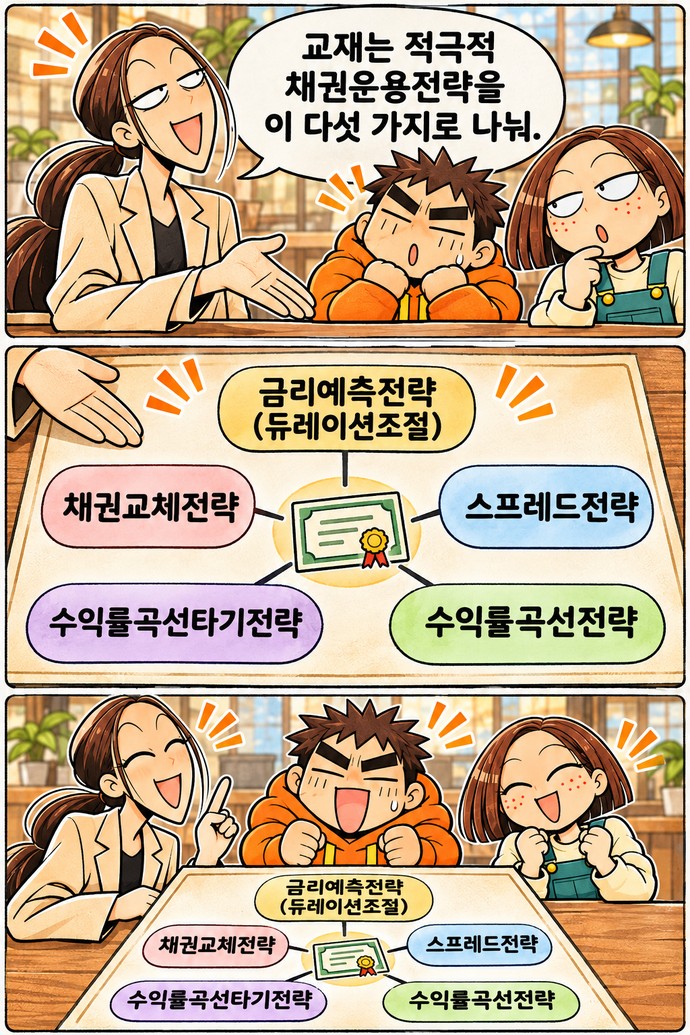 교재는 적극적
채권운용전략을
이 다섯 가지로 나눠.
금리예측전략
(듀레이션조절)
채권교체전략
스프레드전략
수익률곡선타기전략
수익률곡선전략
금리예측전략
(듀레이션조절)
채권교체전략
스프레드전략
수익률곡선타기전략
수익률곡선전략